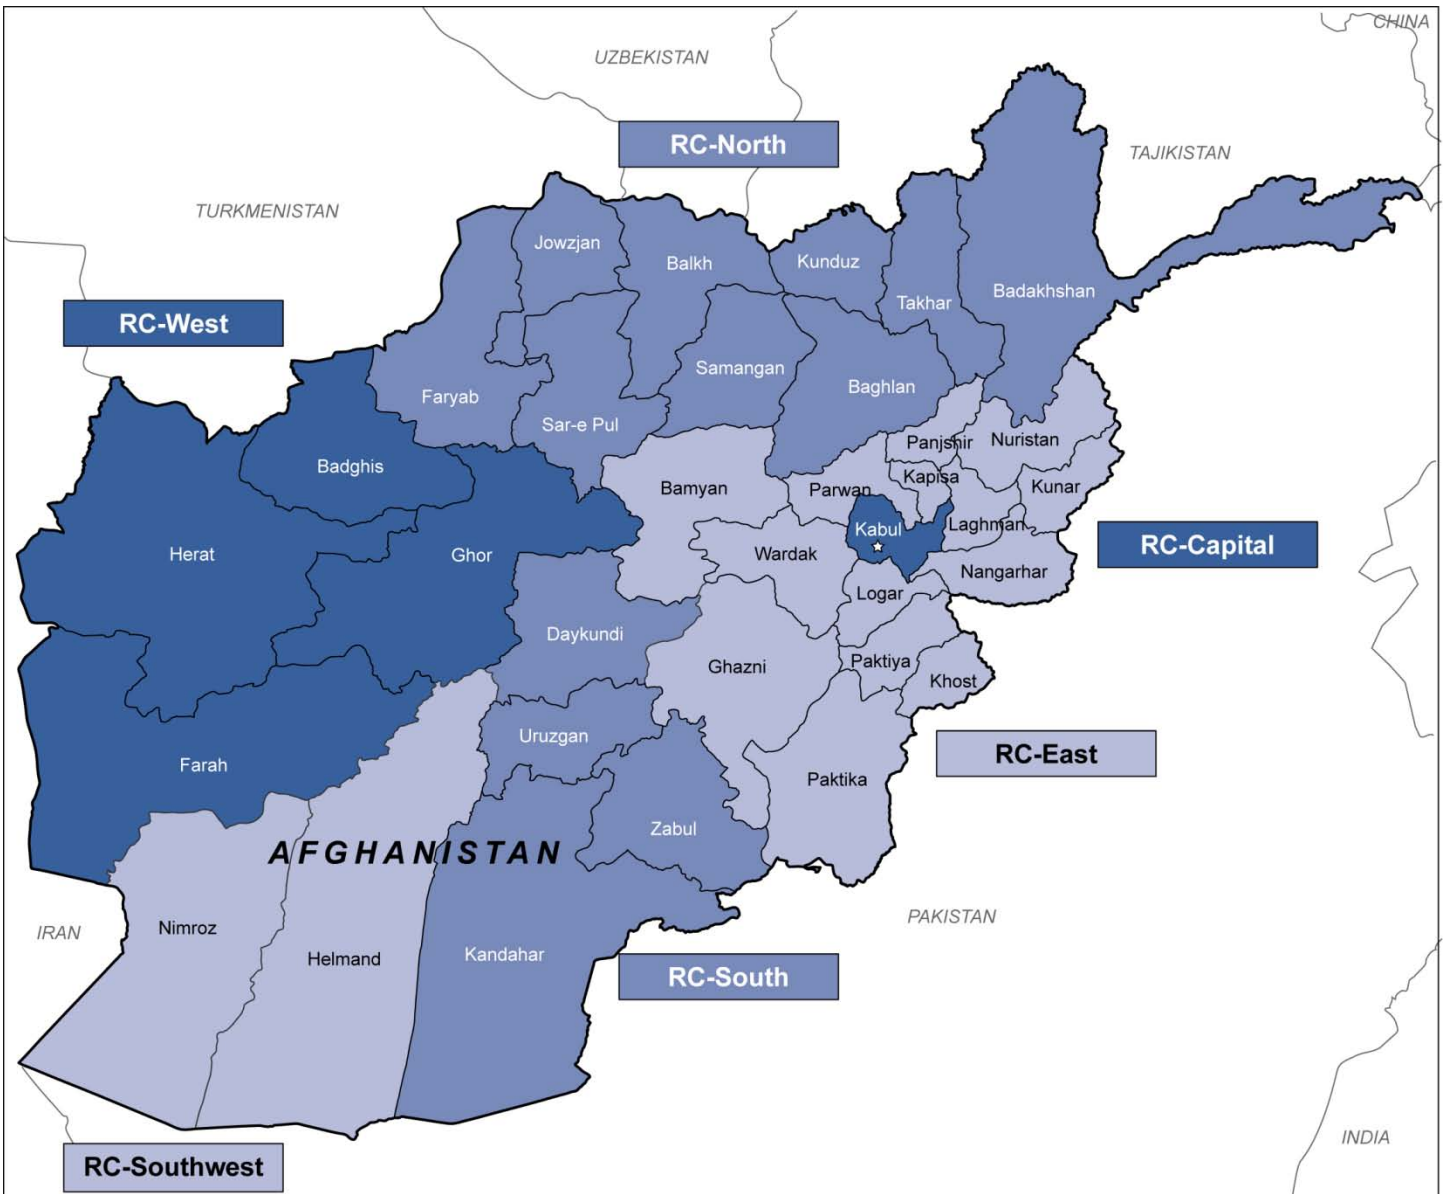 CHINA
UZBEKISTAN
RC-North
TAJIKISTAN
TURKMENISTAN
Jowzjan
Balkh
Kunduz
Takhar
Badakhshan
RC-West
Samangan
Baghlan
Faryab
Sar-e Pul
Panjshir
Nuristan
Badghis
Bamyan
Parwan
Kapisa
Kunar
Kabul
Laghman
RC-Capital
Herat
Ghor
Wardak
Nangarhar
Logar
Daykundi
Ghazni
Paktiya
Khost
Uruzgan
RC-East
Farah
Paktika
Zabul
AFGHANISTAN
PAKISTAN
IRAN
Nimroz
Helmand
Kandahar
RC-South
INDIA
RC-Southwest